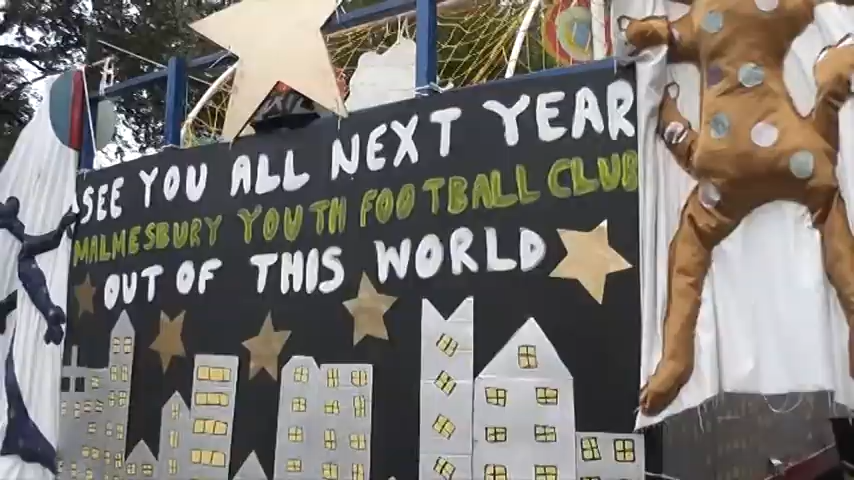 SEE YOU ALL NEXT YEAR
MALMESBURY YOUTH FOOTBALL CLUB
OUT OF THIS WORLD